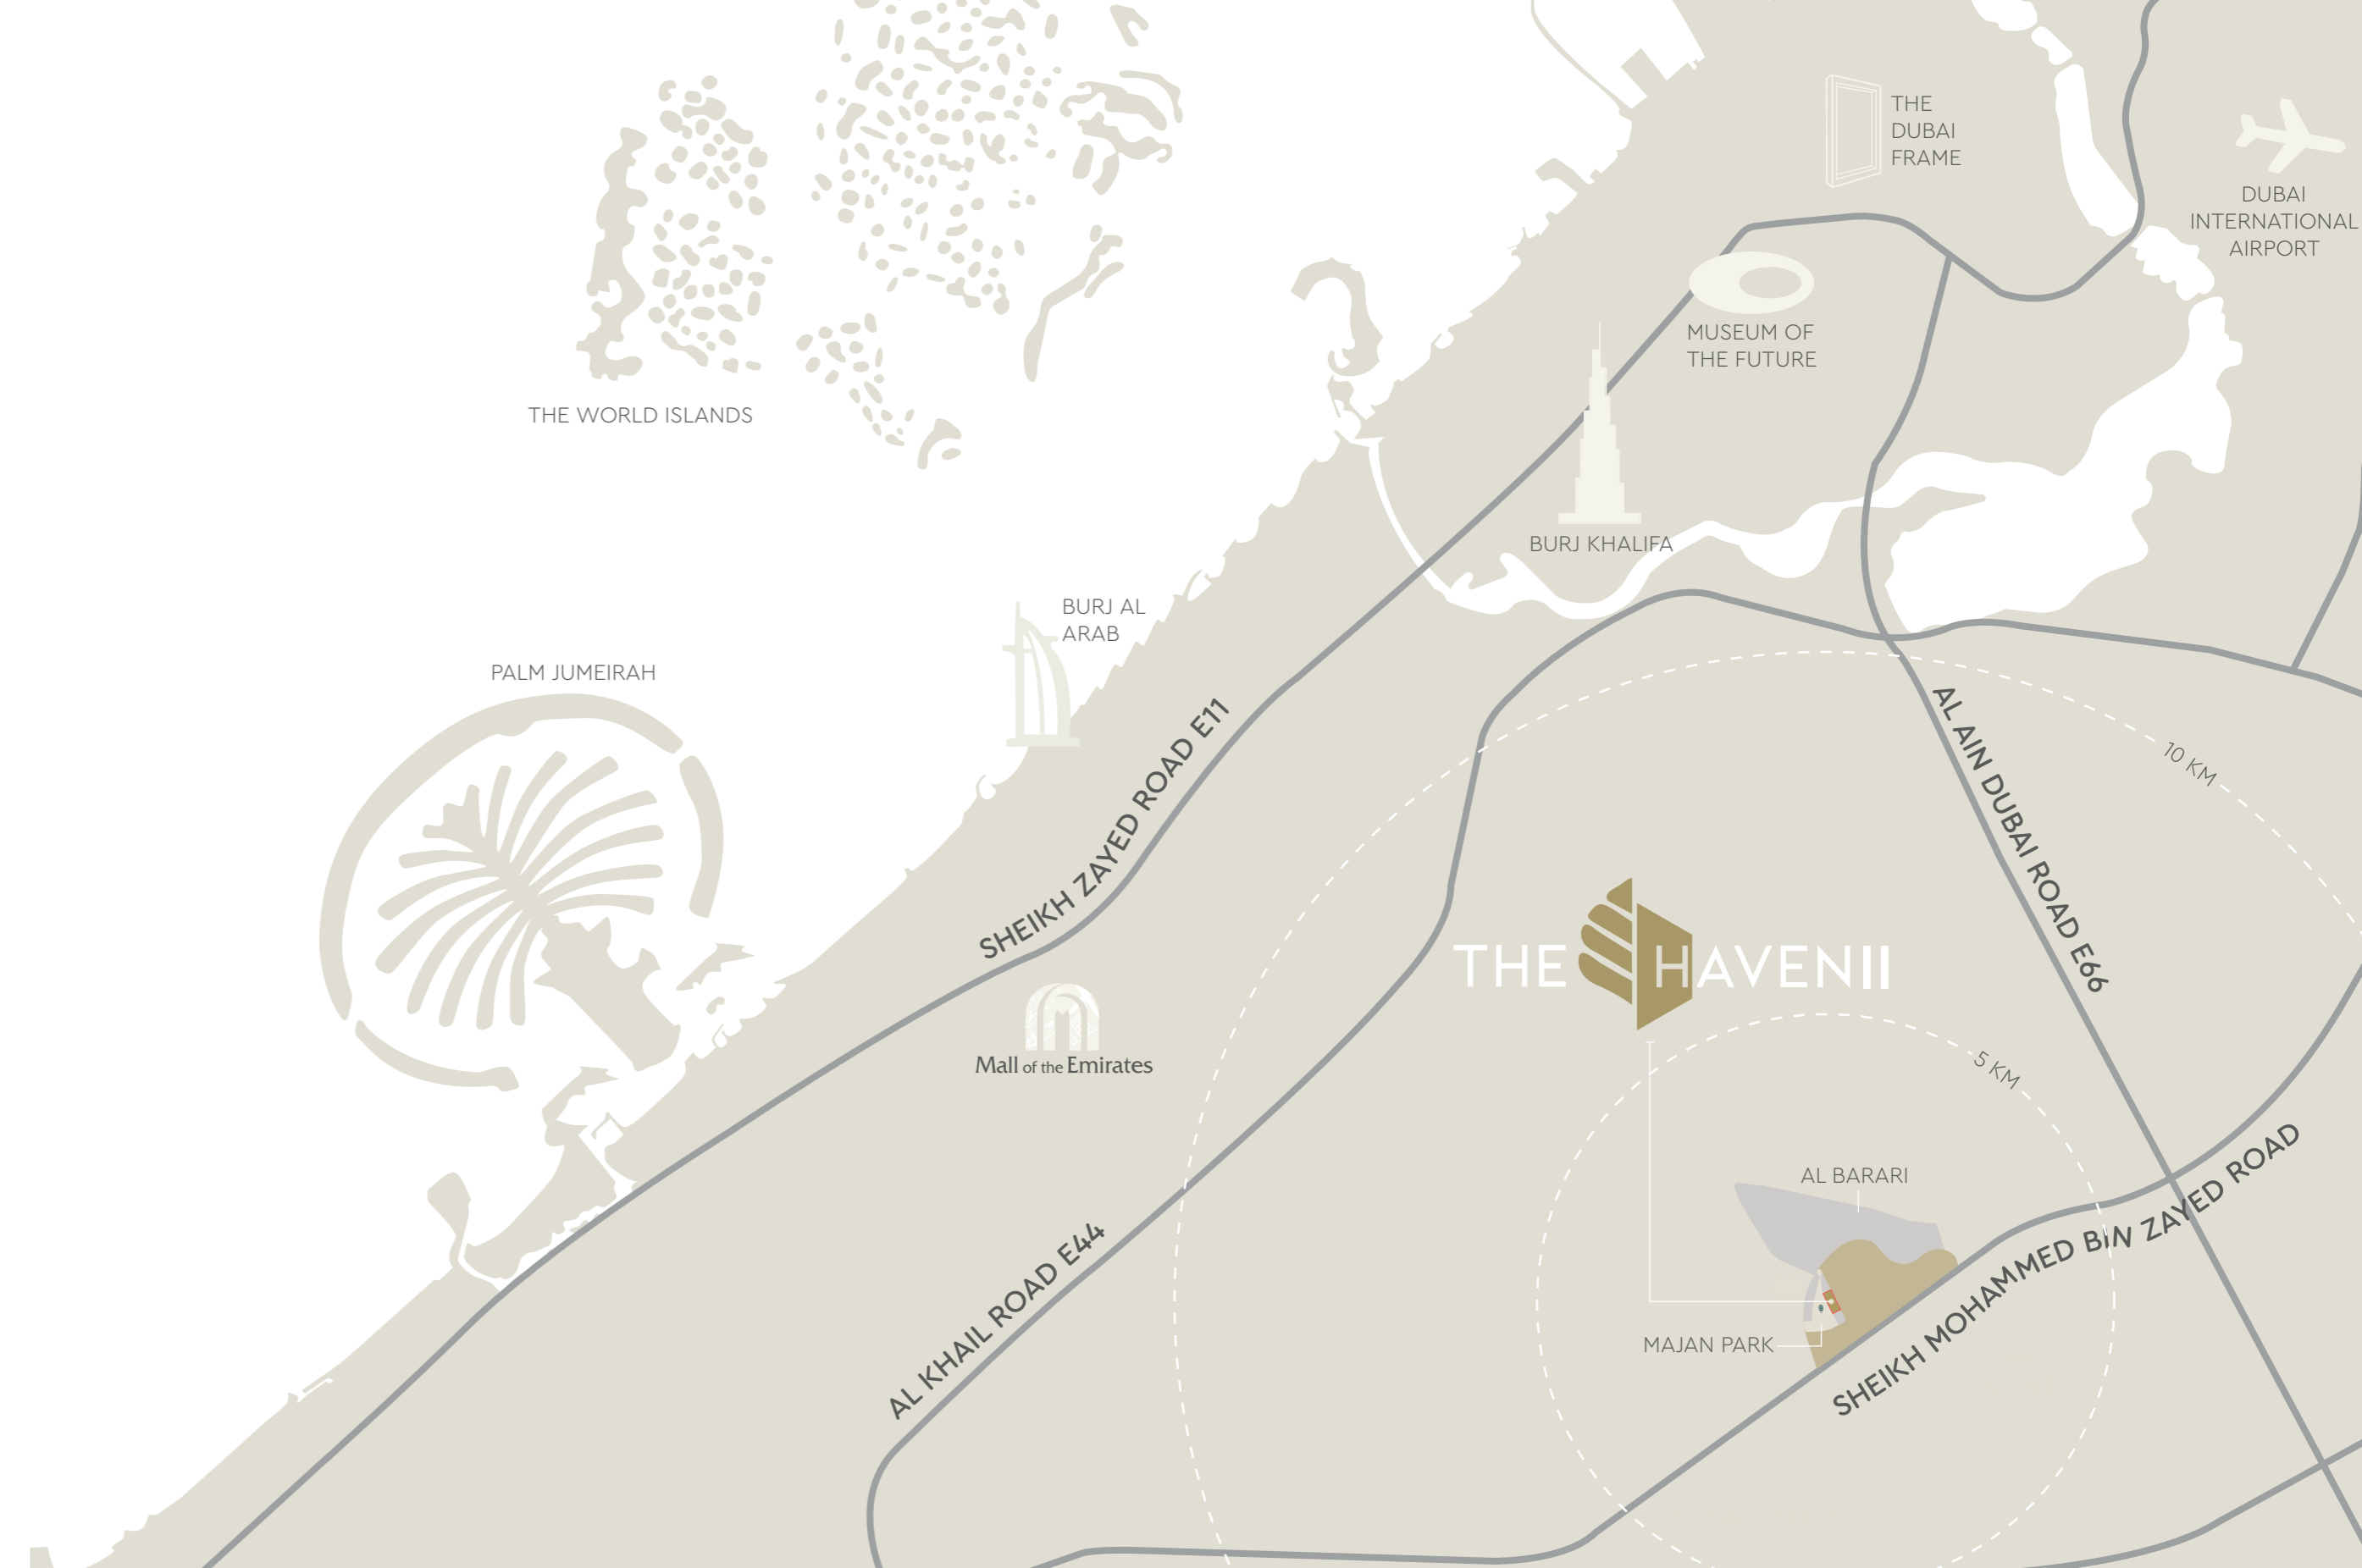 THE
DUBAI
FRAME
DUBAI
INTERNATIONAL
AIRPORT
MUSEUM OF
THE FUTURE
THE WORLD ISLANDS
BURJ KHALIFA
BURJ AL
ARAB
PALM JUMEIRAH
SHEIKH ZAYED ROAD E11
AL AIN DUBAI ROAD E66
10 KM
THE HAVEN II
Mall of the Emirates
5 KM
AL BARARI
SHEIKH MOHAMMED BiN ZAYED ROAD
AL KHAIL ROAD E44
MAJAN PARK